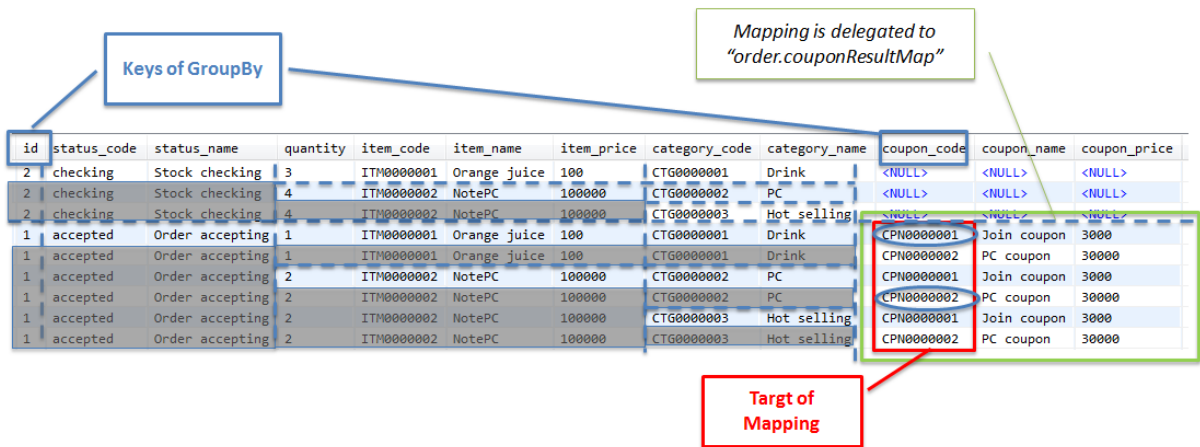 Mapping is delegated to
“order.couponResultMap”
Keys of GroupBy
id status_code status_name quantity item_code item_name item_price category_code category_name coupon_code coupon_name coupon_price
2 checking Stock checking 3 ITM0000001 Orange juice 100 CTG0000001 Drink <NULL> <NULL> <NULL>
2 checking Stock checking 4 ITM0000002 NotePC 100000 CTG0000002 PC <NULL> <NULL> <NULL>
2 checking Stock checking 4 ITM0000002 NotePC 100000 CTG0000003 Hot selling <NULL> <NULL> <NULL>
1 accepted Order accepting 1 ITM0000001 Orange juice 100 CTG0000001 Drink CPN0000001 Join coupon 3000
1 accepted Order accepting 1 ITM0000001 Orange juice 100 CTG0000001 Drink CPN0000002 PC coupon 30000
1 accepted Order accepting 2 ITM0000002 NotePC 100000 CTG0000002 PC CPN0000001 Join coupon 3000
1 accepted Order accepting 2 ITM0000002 NotePC 100000 CTG0000002 PC CPN0000002 PC coupon 30000
1 accepted Order accepting 2 ITM0000002 NotePC 100000 CTG0000003 Hot selling CPN0000001 Join coupon 3000
1 accepted Order accepting 2 ITM0000002 NotePC 100000 CTG0000003 Hot selling CPN0000002 PC coupon 30000
Targt of
Mapping